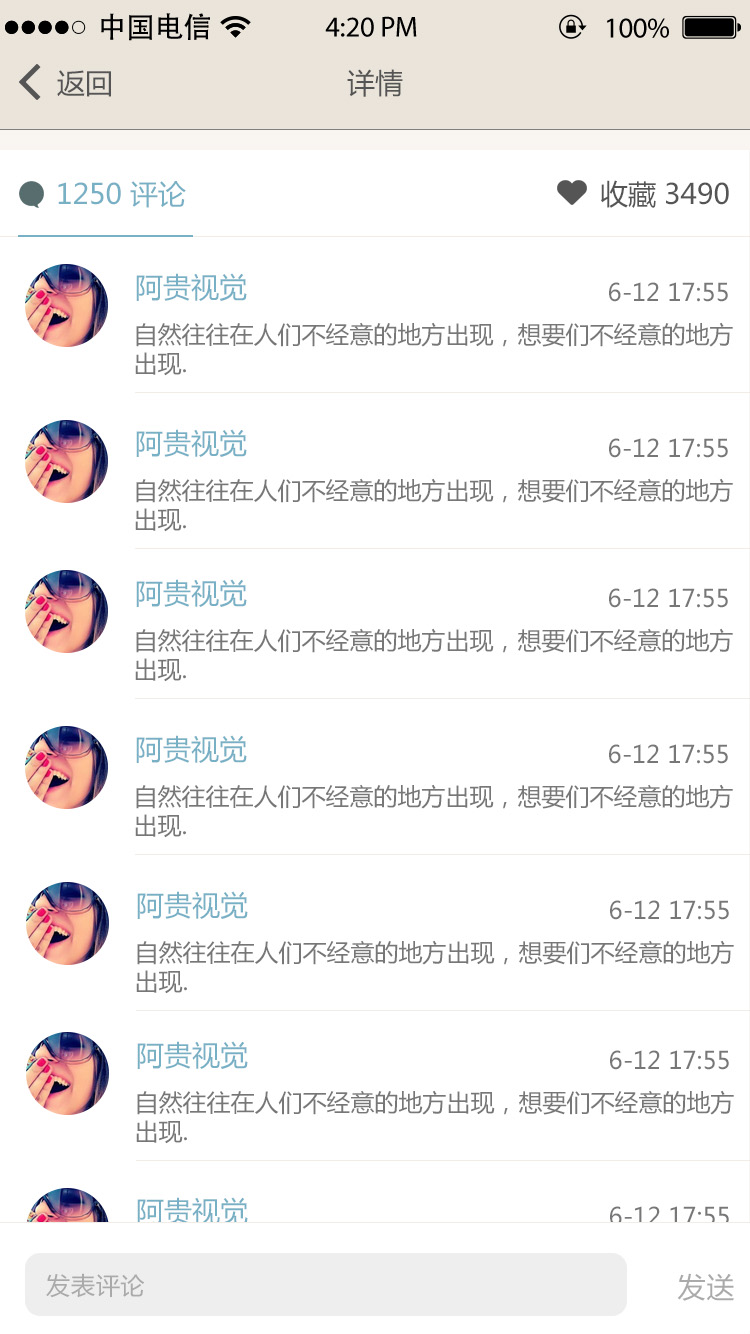 中国电信 4:20 PM 100%
返回 详情
1250 评论 收藏 3490
阿贵视觉 6-12 17:55
自然往往在人们不经意的地方出现，想要们不经意的地方
出现.
阿贵视觉 6-12 17:55
自然往往在人们不经意的地方出现，想要们不经意的地方
出现.
阿贵视觉 6-12 17:55
自然往往在人们不经意的地方出现，想要们不经意的地方
出现.
阿贵视觉 6-12 17:55
自然往往在人们不经意的地方出现，想要们不经意的地方
出现.
阿贵视觉 6-12 17:55
自然往往在人们不经意的地方出现，想要们不经意的地方
出现.
阿贵视觉 6-12 17:55
自然往往在人们不经意的地方出现，想要们不经意的地方
出现.
阿贵视觉 6-12 17:55
发表评论 发送